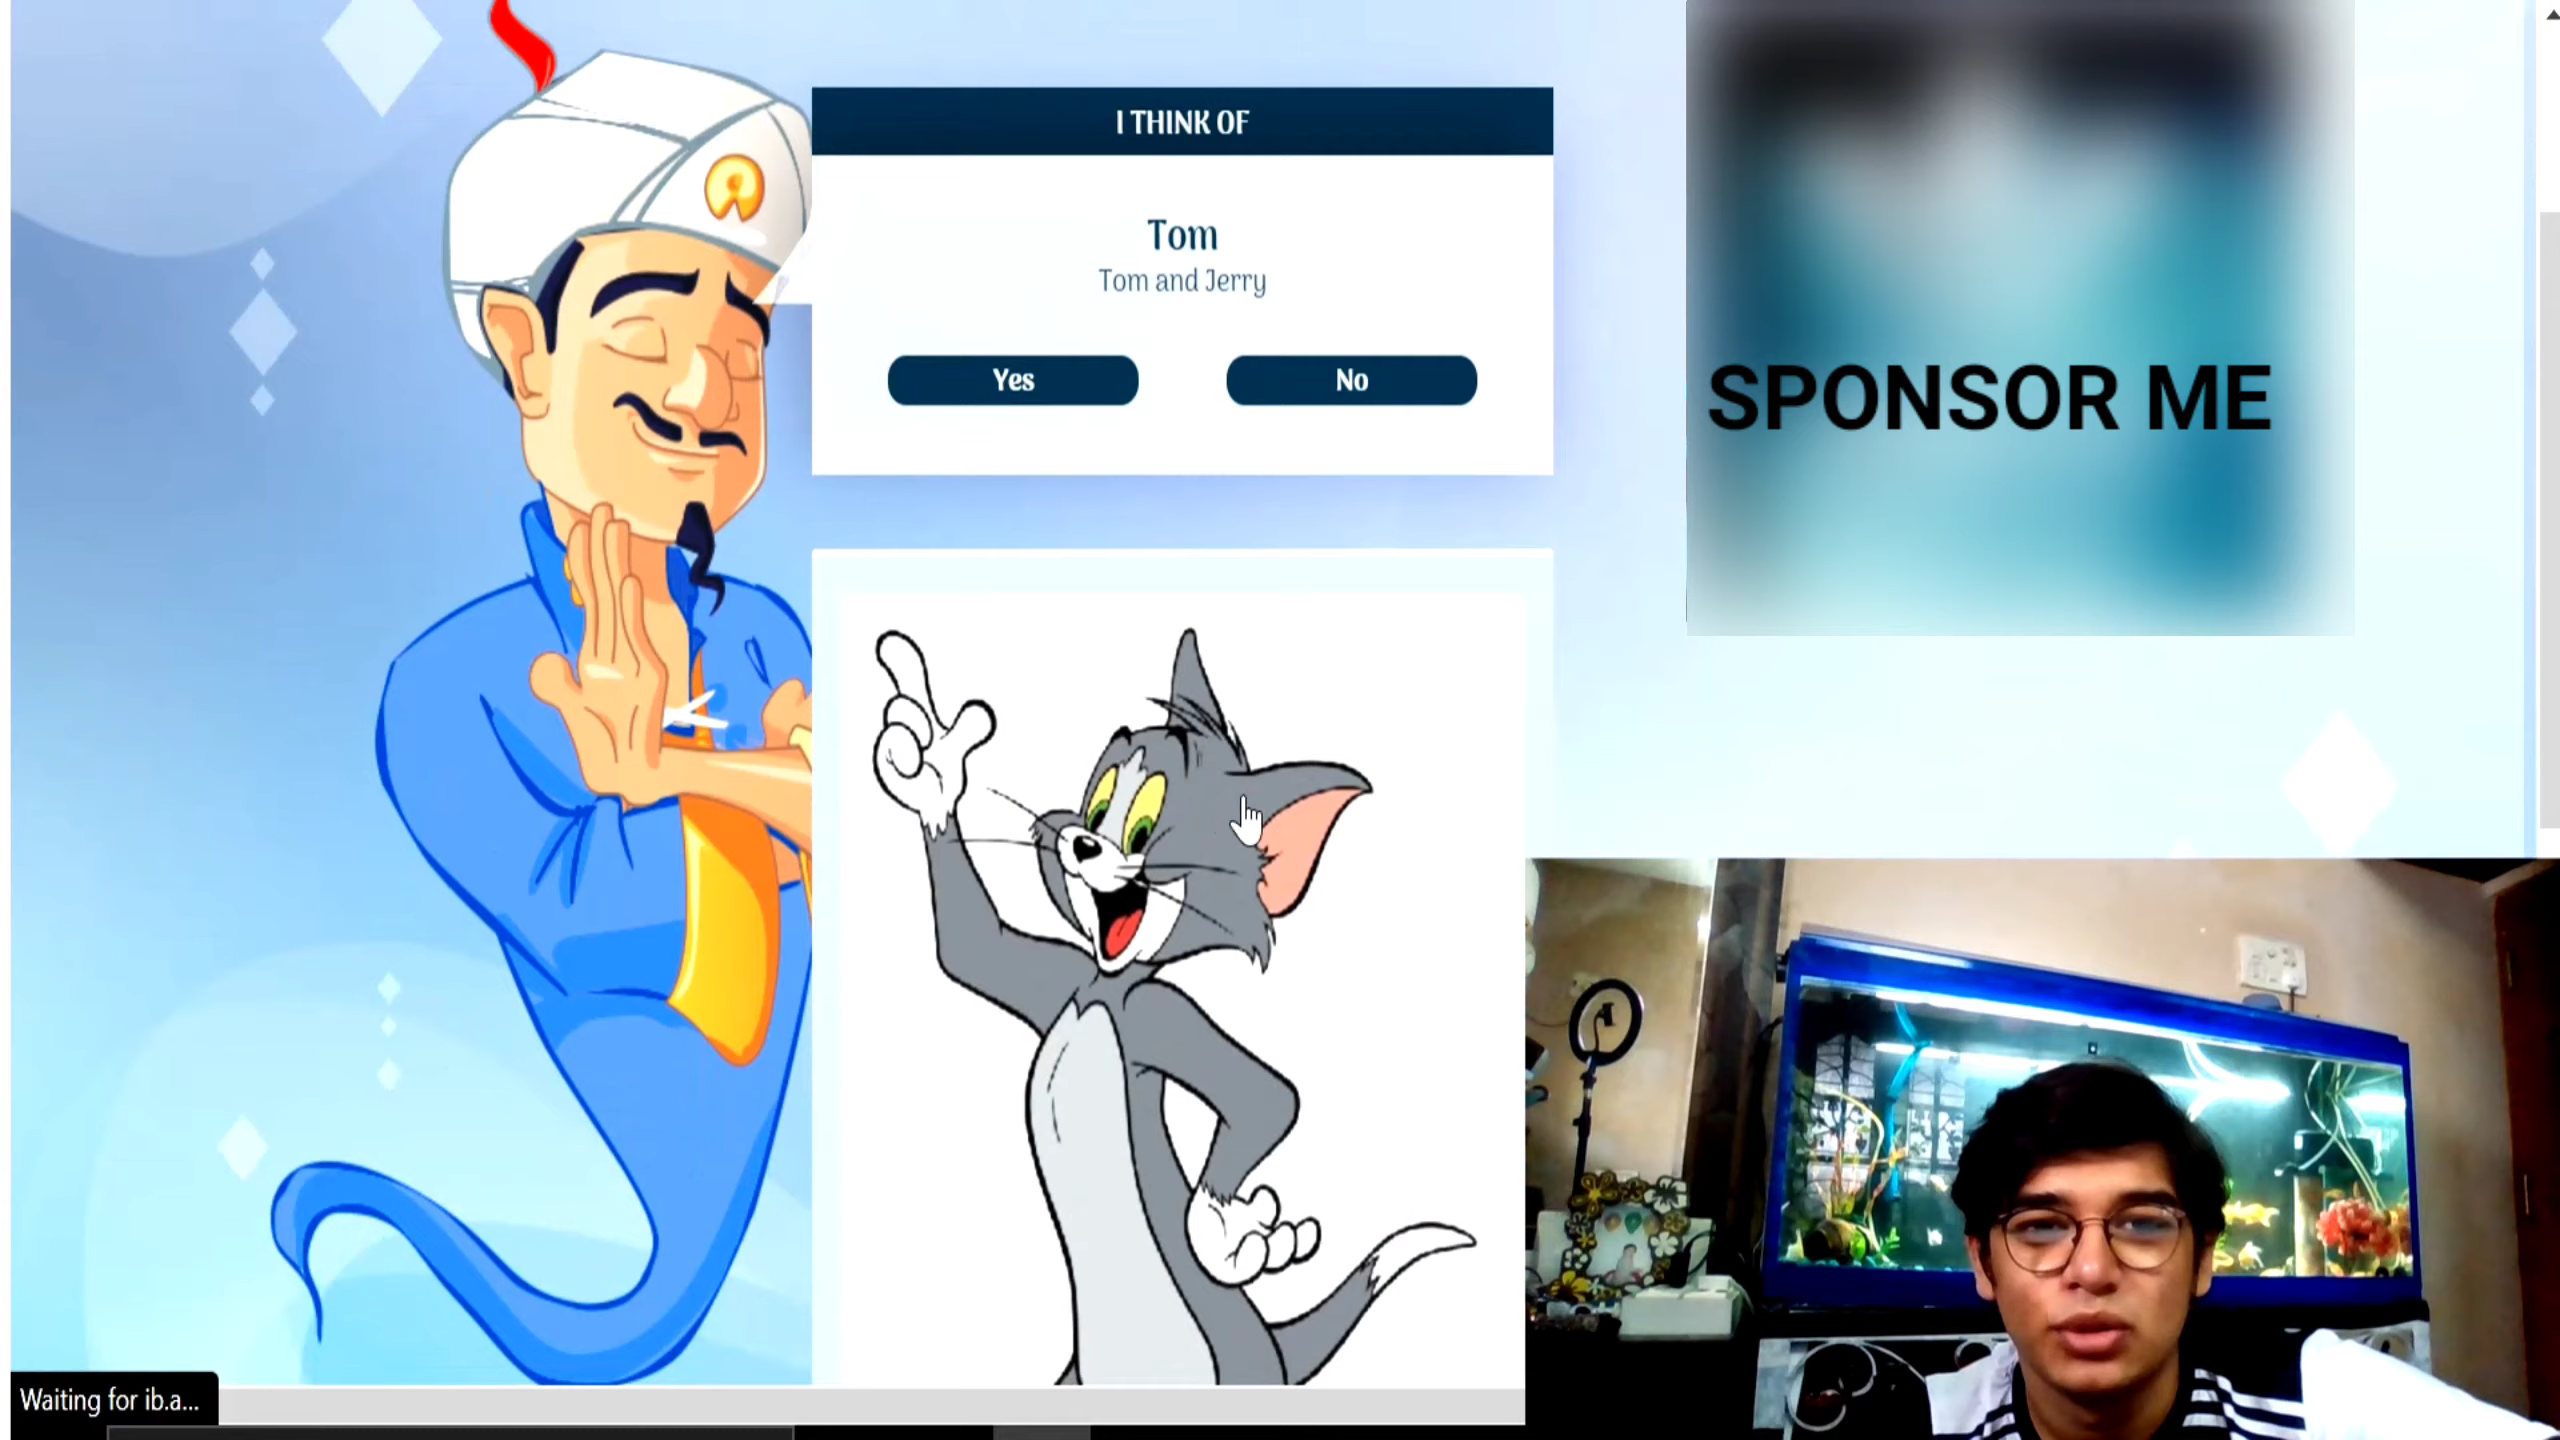 I THINK OF
Tom
Tom and Jerry
Yes
No
SPONSOR ME
Waiting for ib.a...